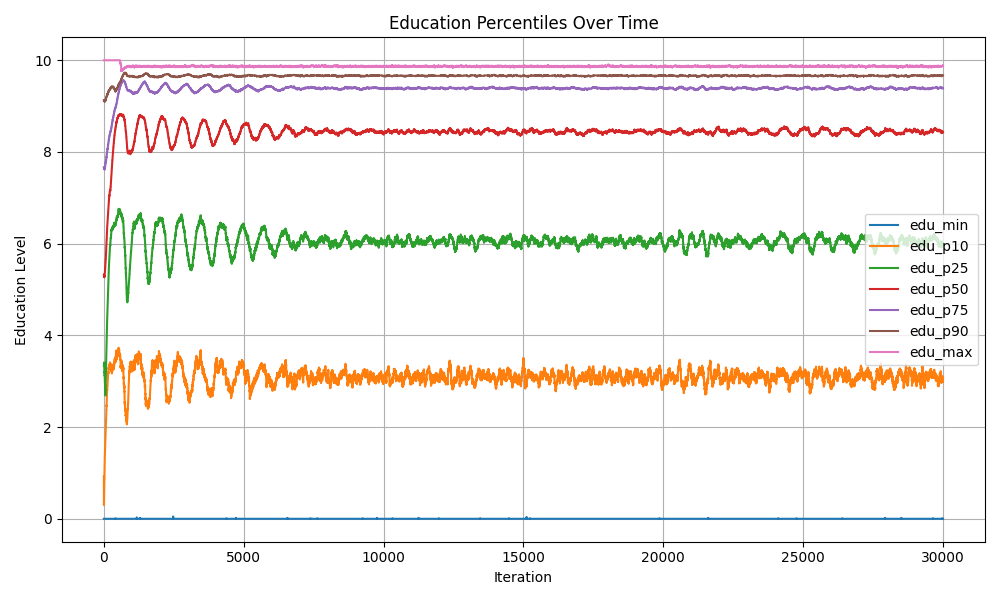 Education Percentiles Over Time
Education Level
10
8
6
4
2
0
0 5000 10000 15000 20000 25000 30000
Iteration
edu_min
edu_p10
edu_p25
edu_p50
edu_p75
edu_p90
edu_max